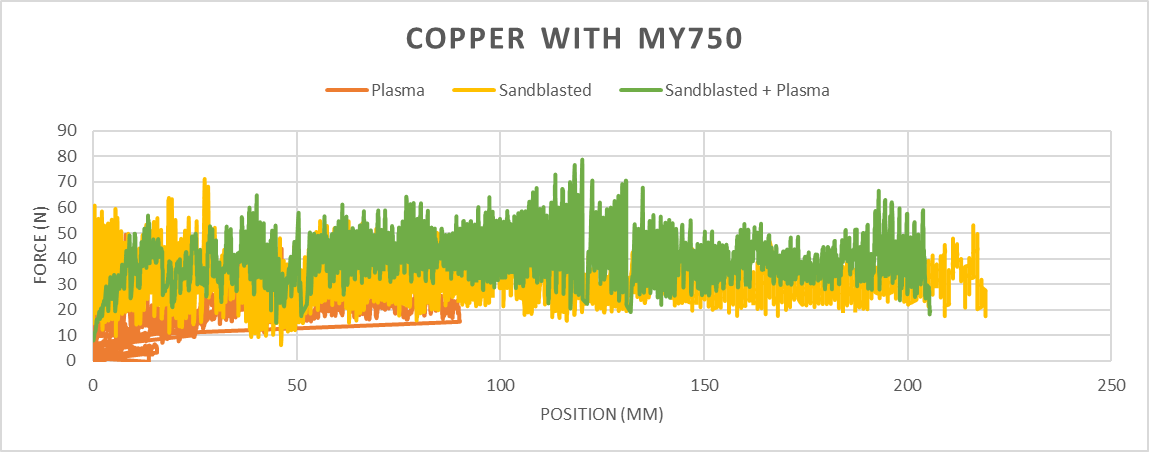 COPPER WITH MY750
Plasma Sandblasted Sandblasted + Plasma
FORCE (N)
90
80
70
60
50
40
30
20
10
0
0 50 100 150 200 250
POSITION (MM)